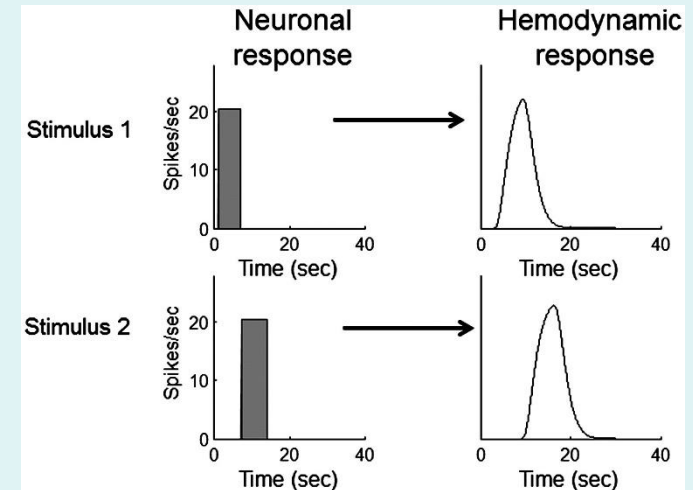 Neuronal
response
Hemodynamic
response
Stimulus 1
Spikes/sec
20
10
0
0 20 40
Time (sec)
0 20 40
Time (sec)
Stimulus 2
Spikes/sec
20
10
0
0 20 40
Time (sec)
0 20 40
Time (sec)